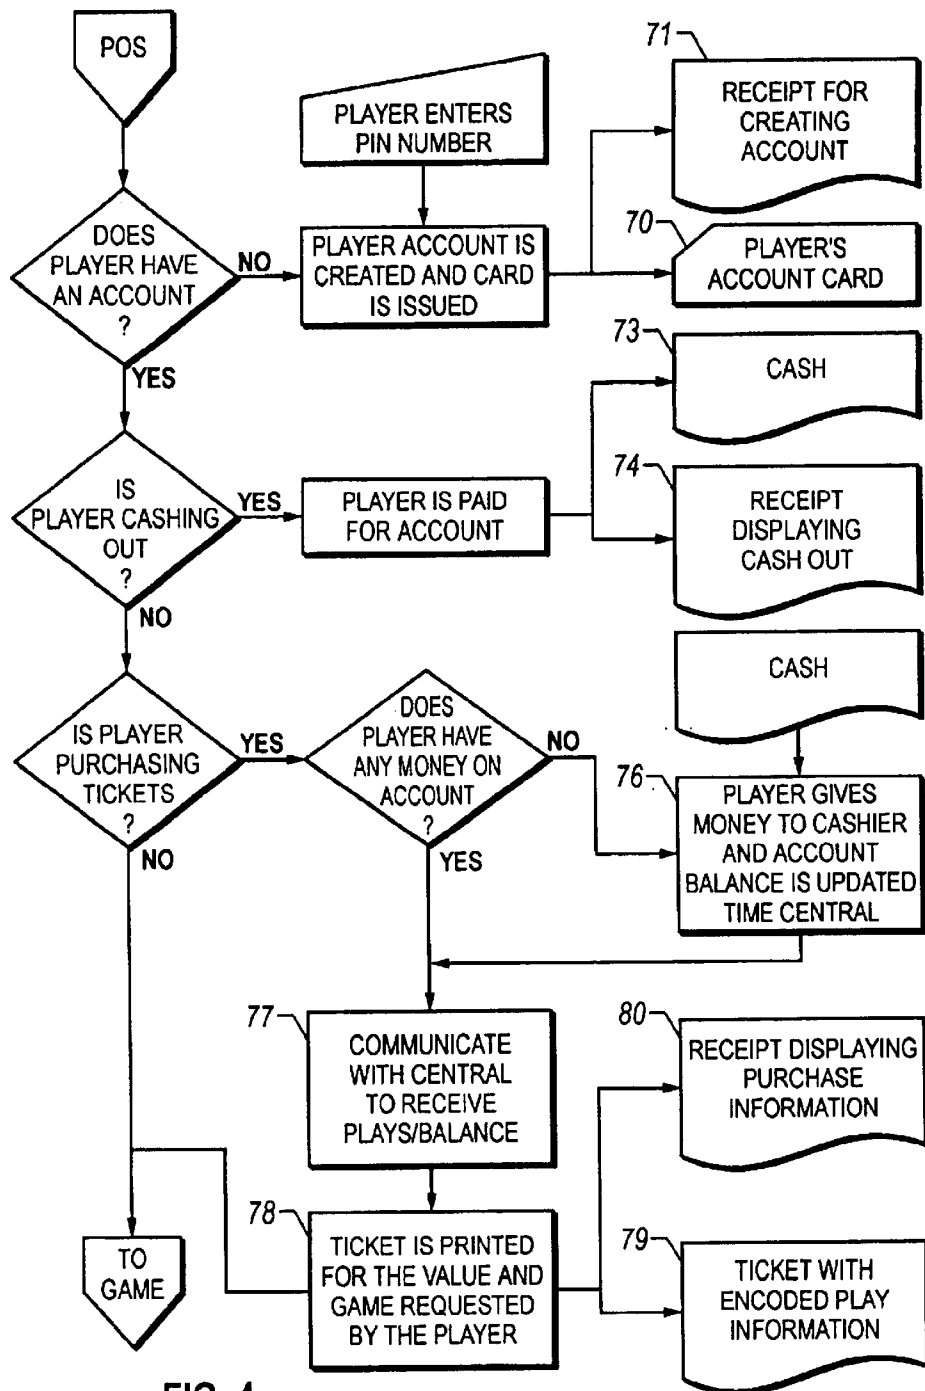 POS
PLAYER ENTERS
PIN NUMBER
71
RECEIPT FOR
CREATING
ACCOUNT
DOES
PLAYER HAVE
AN ACCOUNT
?
NO
YES
PLAYER ACCOUNT IS
CREATED AND CARD
IS ISSUED
70
PLAYER'S
ACCOUNT CARD
73
CASH
IS
PLAYER CASHING
OUT
?
YES
NO
PLAYER IS PAID
FOR ACCOUNT
74
RECEIPT
DISPLAYING
CASH OUT
CASH
IS PLAYER
PURCHASING
TICKETS
?
YES
NO
DOES
PLAYER HAVE
ANY MONEY ON
ACCOUNT
?
NO
YES
76
PLAYER GIVES
MONEY TO CASHIER
AND ACCOUNT
BALANCE IS UPDATED
TIME CENTRAL
77
COMMUNICATE
WITH CENTRAL
TO RECEIVE
PLAYS/BALANCE
80
RECEIPT DISPLAYING
PURCHASE
INFORMATION
78
TICKET IS PRINTED
FOR THE VALUE AND
GAME REQUESTED
BY THE PLAYER
79
TICKET WITH
ENCODED PLAY
INFORMATION
TO
GAME
FIG. 4